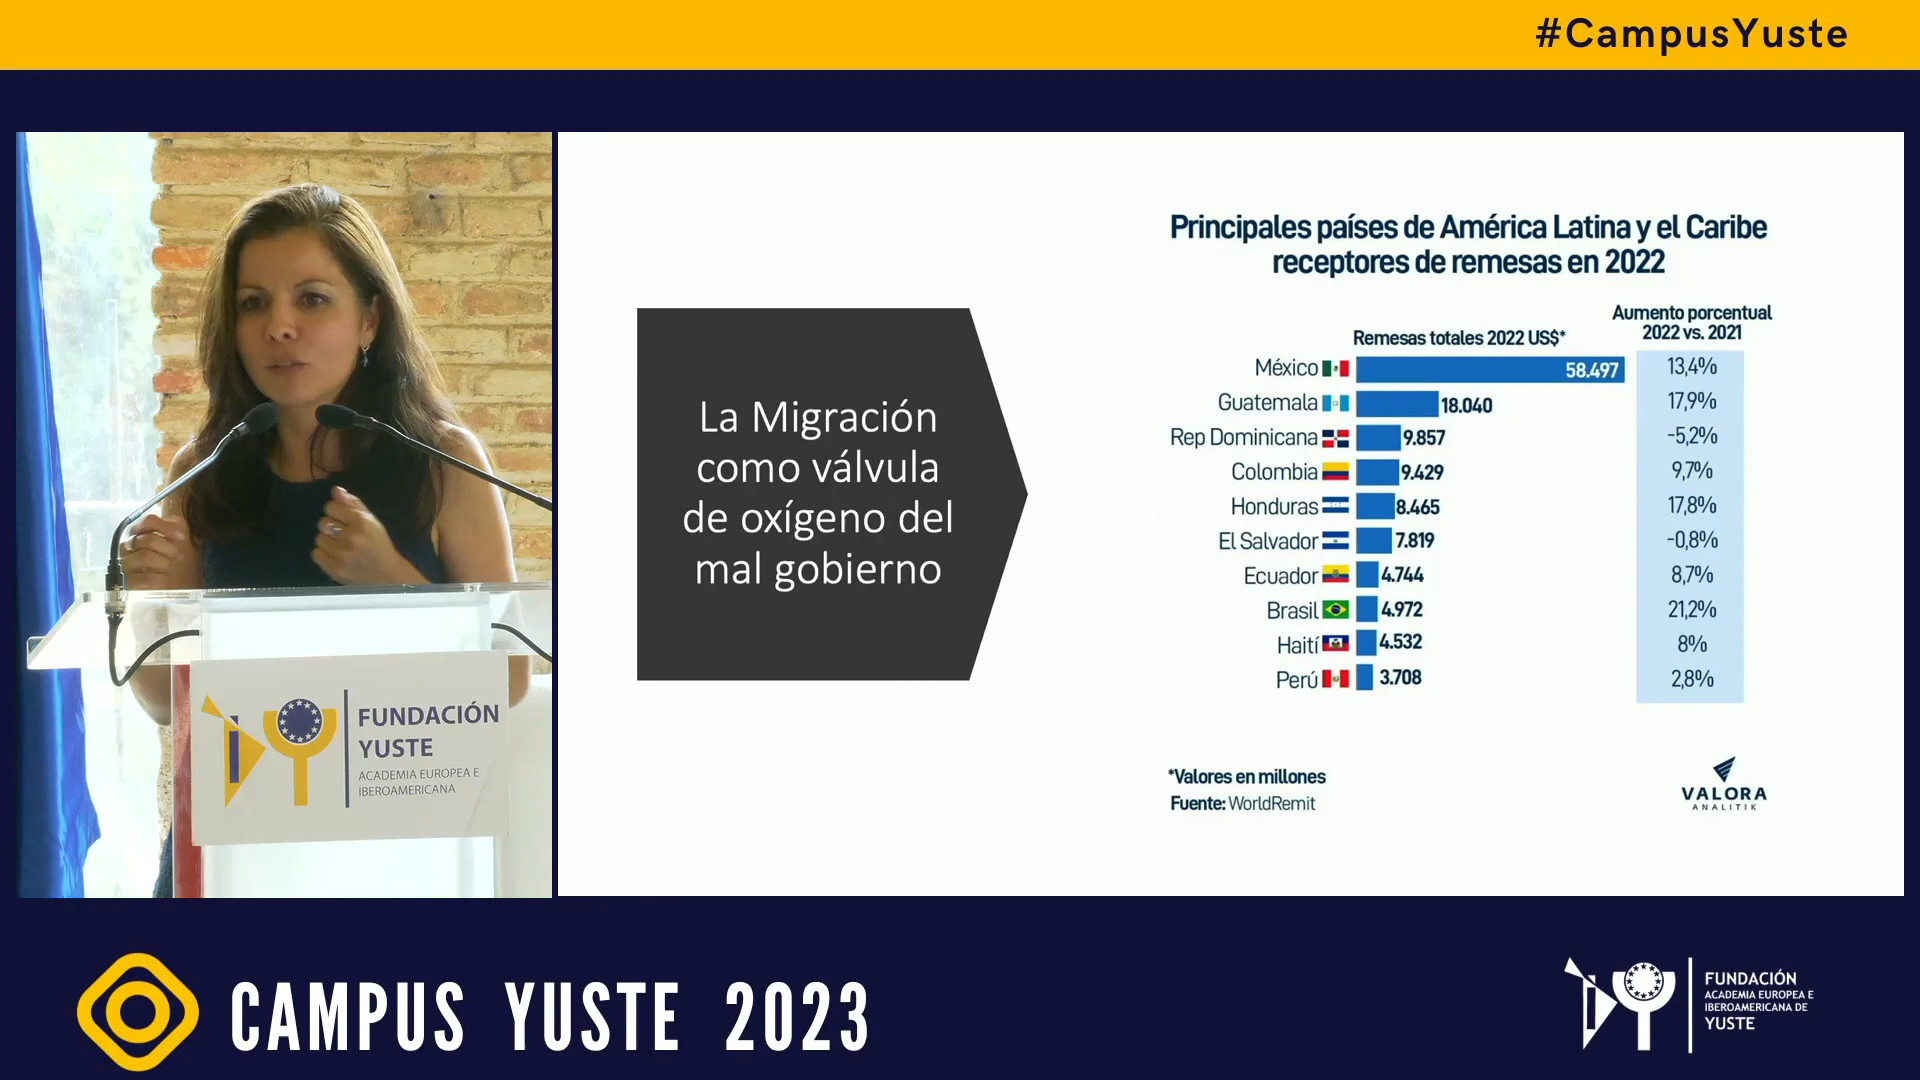 #CampusYuste
FUNDACIÓN
YUSTE
ACADEMIA EUROPEA E
IBEROAMERICANA
La Migración
como válvula
de oxígeno del
mal gobierno
Principales países de América Latina y el Caribe
receptores de remesas en 2022
Remesas totales 2022 US$*
Aumento porcentual
2022 vs. 2021
México 58.497 13,4%
Guatemala 18.040 17,9%
Rep Dominicana 9.857 -5,2%
Colombia 9.429 9,7%
Honduras 8.465 17,8%
El Salvador 7.819 -0,8%
Ecuador 4.744 8,7%
Brasil 4.972 21,2%
Haití 4.532 8%
Perú 3.708 2,8%
*Valores en millones
Fuente: WorldRemit
VALORA
ANALITIK
CAMPUS YUSTE 2023
FUNDACIÓN
ACADEMIA EUROPEA E
IBEROAMERICANA DE
YUSTE